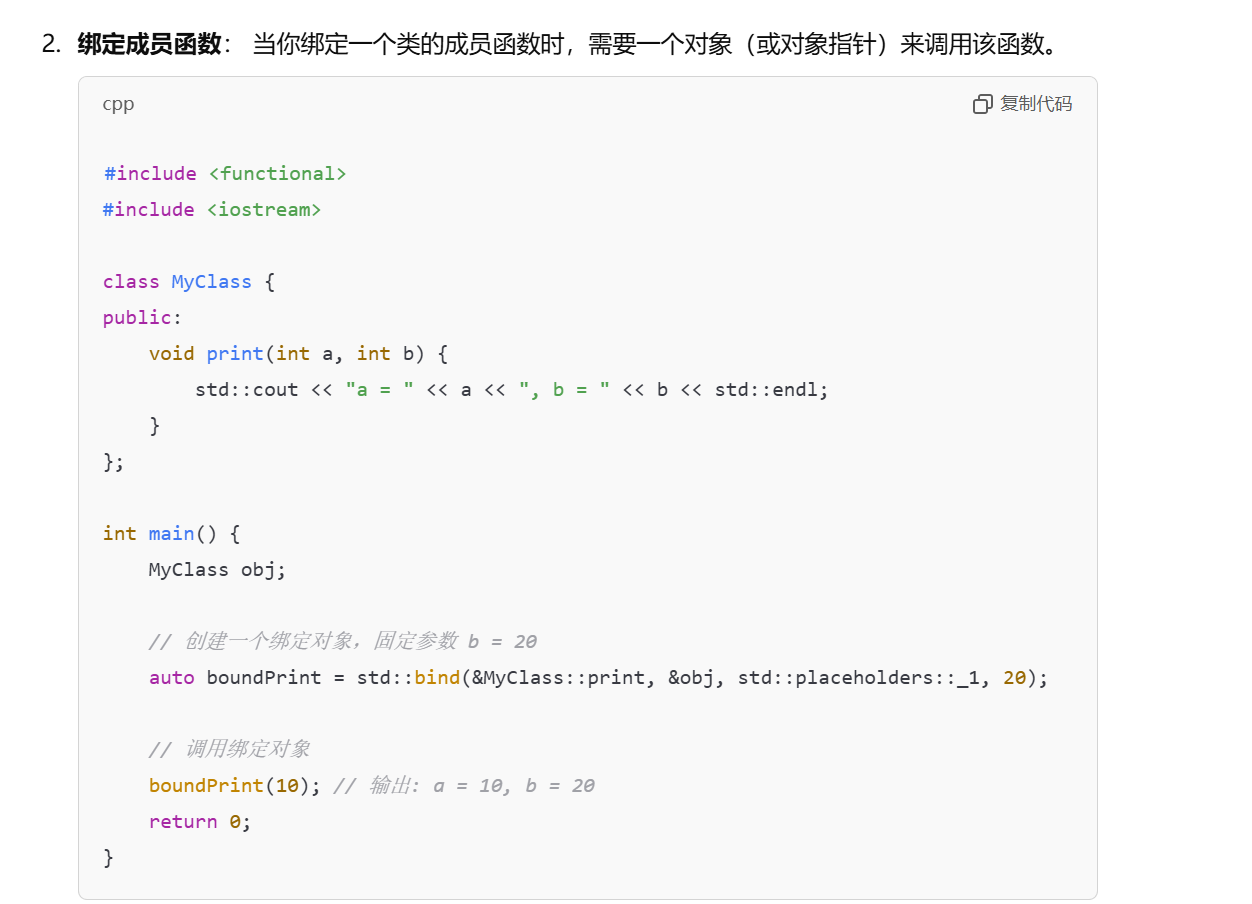 2. 绑定成员函数： 当你绑定一个类的成员函数时，需要一个对象（或对象指针）来调用该函数。
cpp
复制代码
#include <functional>
#include <iostream>
class MyClass {
public:
    void print(int a, int b) {
        std::cout << "a = " << a << ", b = " << b << std::endl;
    }
};
int main() {
    MyClass obj;
    // 创建一个绑定对象，固定参数 b = 20
    auto boundPrint = std::bind(&MyClass::print, &obj, std::placeholders::_1, 20);
    // 调用绑定对象
    boundPrint(10); // 输出: a = 10, b = 20
    return 0;
}